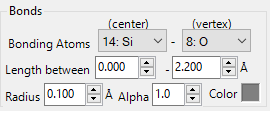 Bonds
(center) (vertex)
Bonding Atoms 14: Si - 8: O
Length between 0.000 - 2.200 Å
Radius 0.100 Å Alpha 1.0 Color